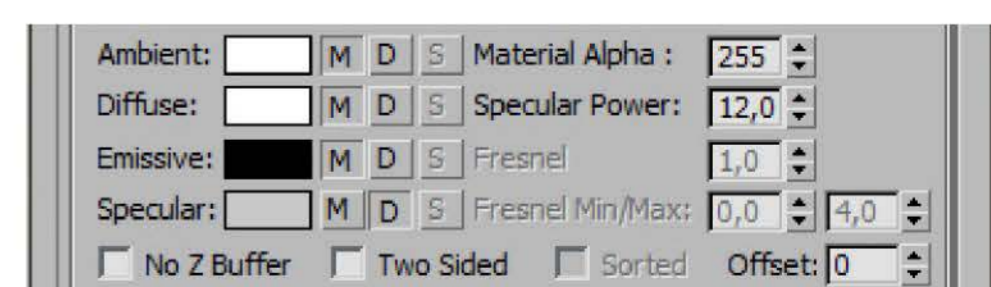 Ambient: M D S Material Alpha : 255
Diffuse: M D S Specular Power: 12,0
Emissive: M D S Fresnel 1,0
Specular: M D S Fresnel Min/Max: 0,0 4,0
No Z Buffer Two Sided Sorted Offset: 0